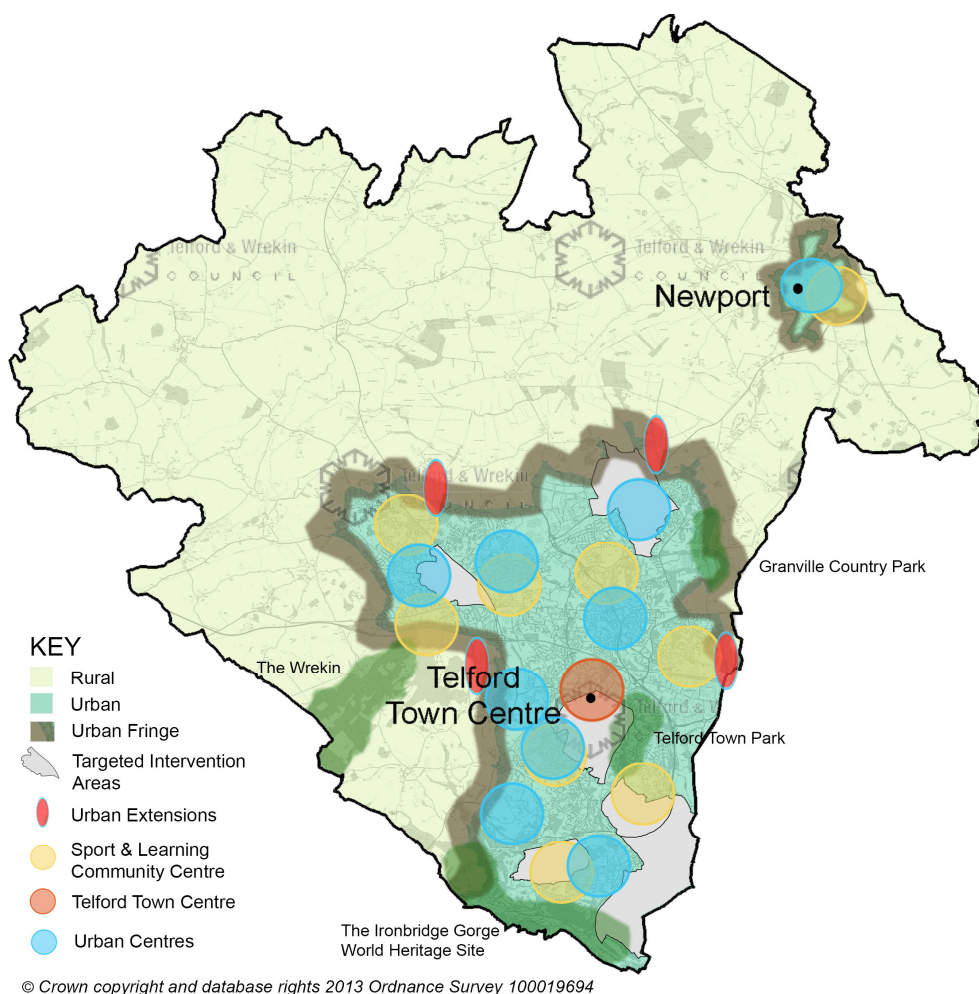 Telford & Wrekin
COUNCIL
Telford & Wrekin
COUNCIL
Newport
Telford & Wrekin
COUNCIL
Granville Country Park
The Wrekin
Telford
Town Centre
Telford & W
Telford Town Park
KEY
Rural
Urban
Urban Fringe
Targeted Intervention
Areas
Urban Extensions
Sport & Learning
Community Centre
Telford Town Centre
Urban Centres
The Ironbridge Gorge
World Heritage Site
© Crown copyright and database rights 2013 Ordnance Survey 100019694